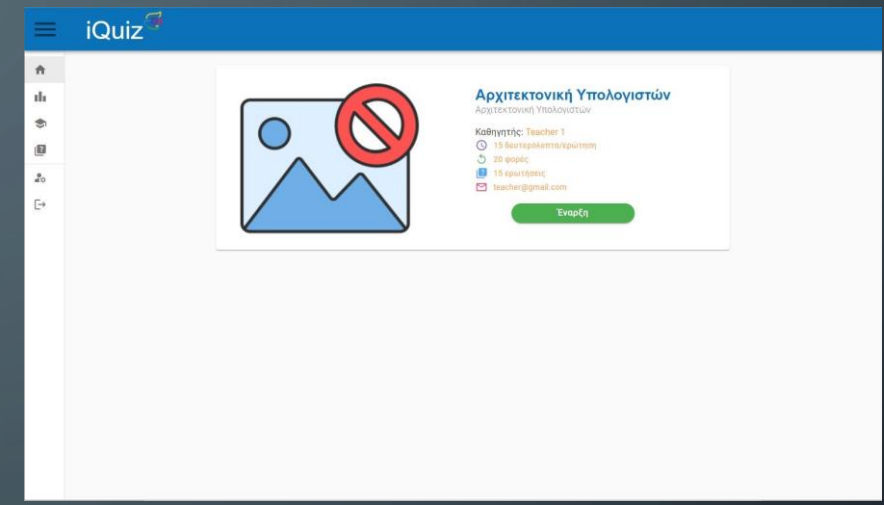 iQuiz
Αρχιτεκτονική Υπολογιστών
Αρχιτεκτονική Υπολογιστών
Καθηγητής: Teacher 1
15 δευτερόλεπτα/ερώτηση
20 φορές
15 ερωτήσεις
teacher@gmail.com
Έναρξη